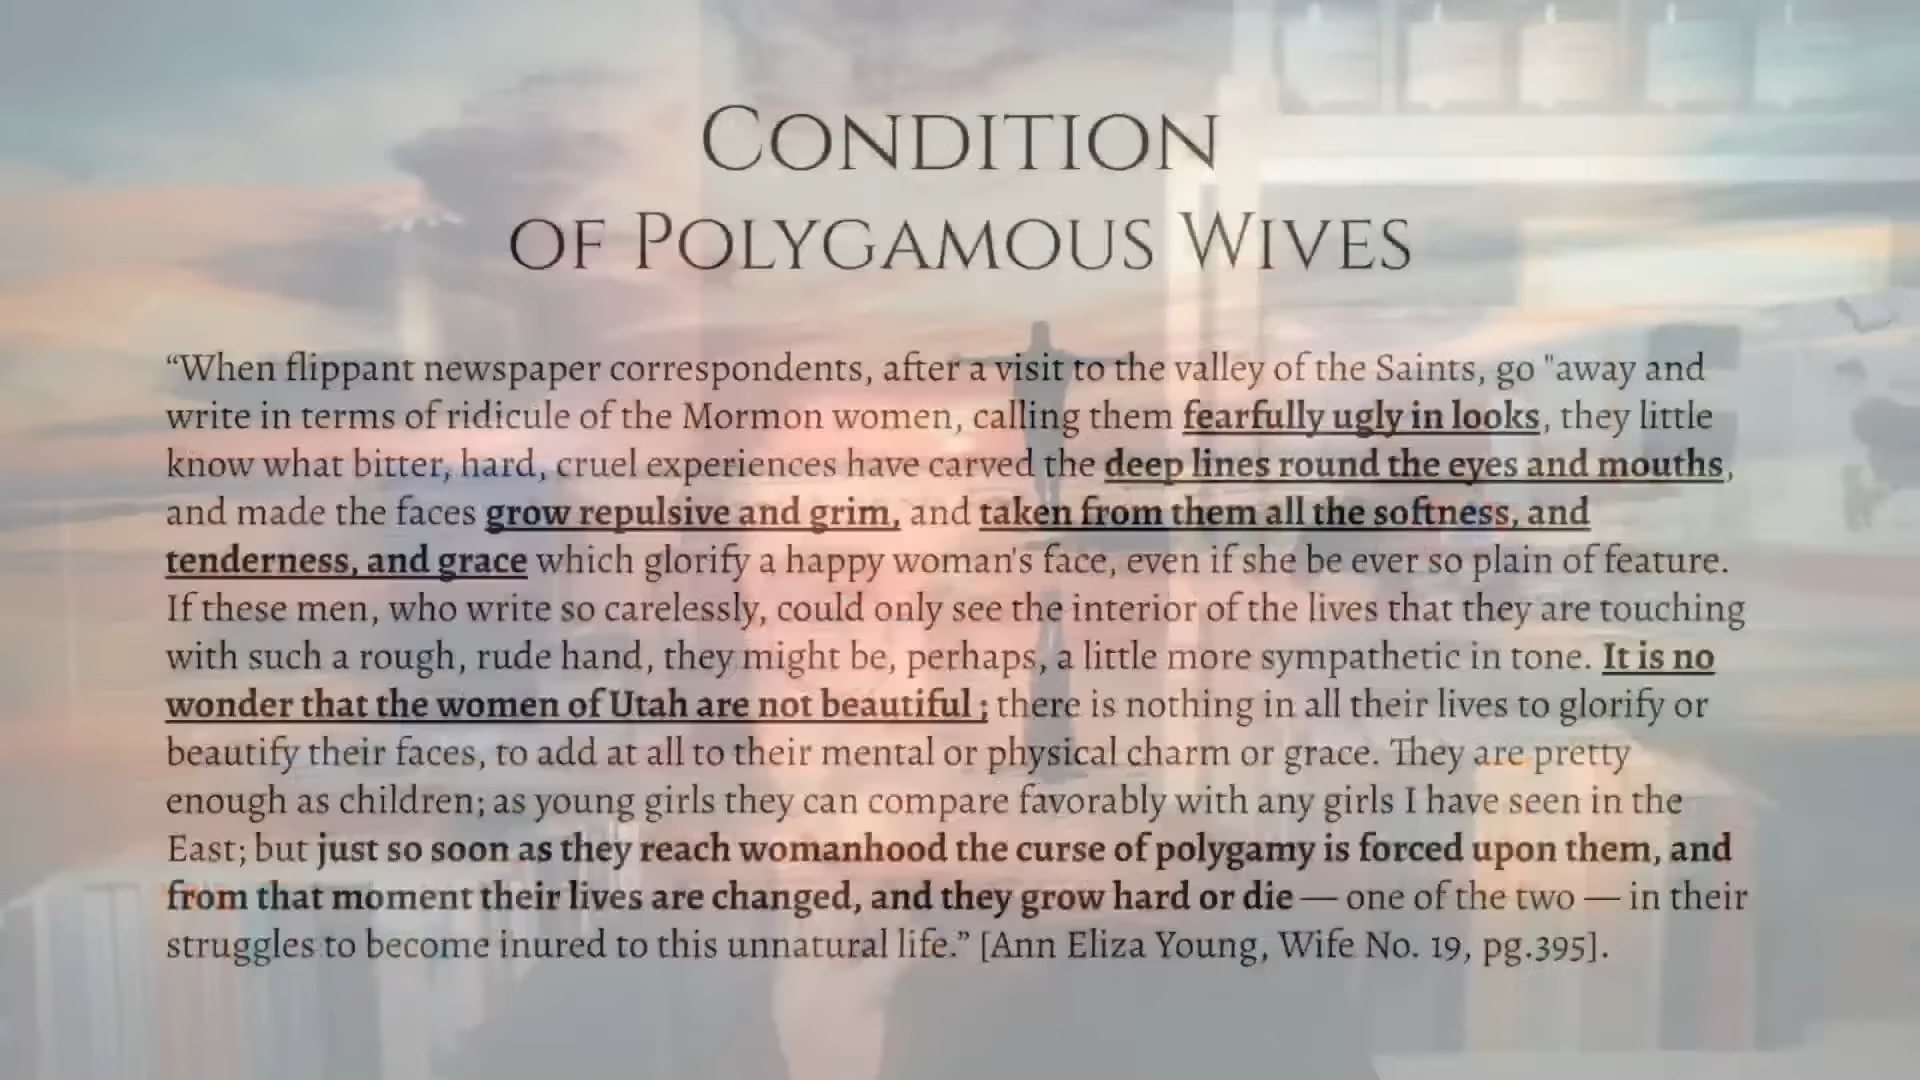 CONDITION
OF POLYGAMOUS WIVES
“When flippant newspaper correspondents, after a visit to the valley of the Saints, go "away and
write in terms of ridicule of the Mormon women, calling them fearfully ugly in looks, they little
know what bitter, hard, cruel experiences have carved the deep lines round the eyes and mouths,
and made the faces grow repulsive and grim, and taken from them all the softness, and
tenderness, and grace which glorify a happy woman's face, even if she be ever so plain of feature.
If these men, who write so carelessly, could only see the interior of the lives that they are touching
with such a rough, rude hand, they might be, perhaps, a little more sympathetic in tone. It is no
wonder that the women of Utah are not beautiful ; there is nothing in all their lives to glorify or
beautify their faces, to add at all to their mental or physical charm or grace. They are pretty
enough as children; as young girls they can compare favorably with any girls I have seen in the
East; but just so soon as they reach womanhood the curse of polygamy is forced upon them, and
from that moment their lives are changed, and they grow hard or die — one of the two — in their
struggles to become inured to this unnatural life.” [Ann Eliza Young, Wife No. 19, pg.395].